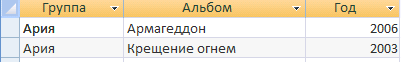 Группа Альбом Год
Ария Армагеддон 2006
Ария Крещение огнем 2003